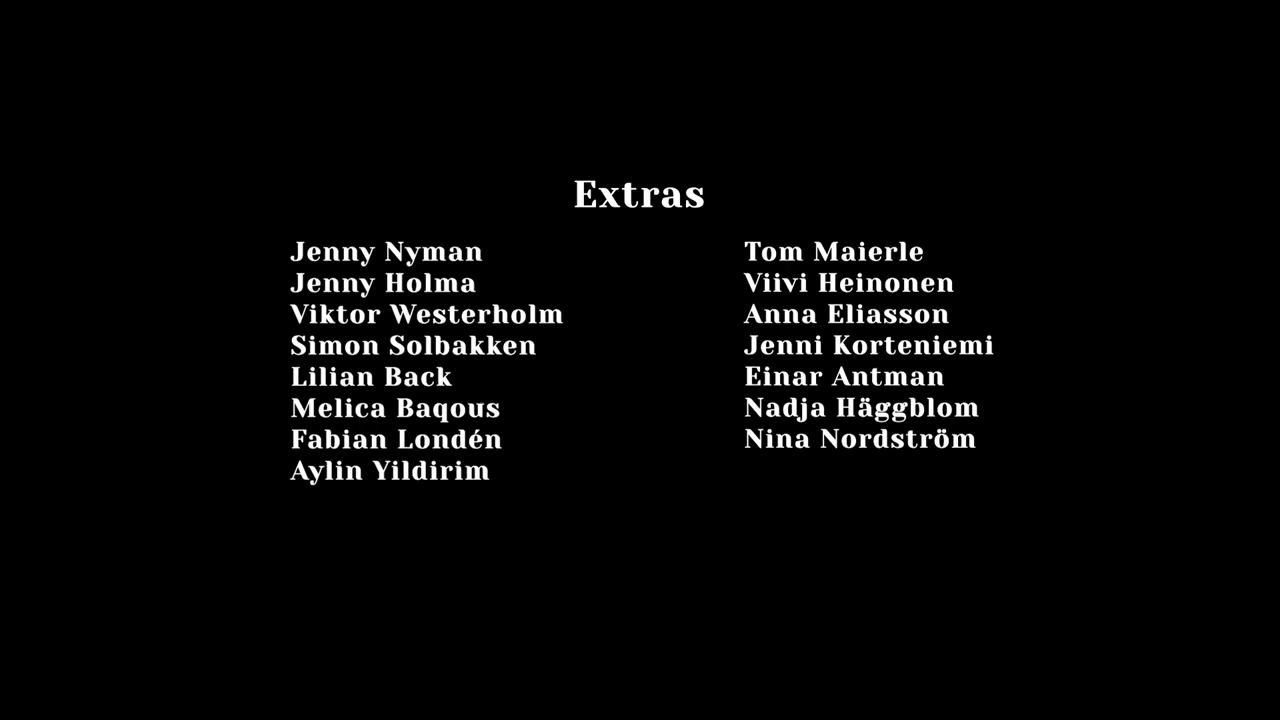 Extras
Jenny Nyman
Jenny Holma
Viktor Westerholm
Simon Solbakken
Lilian Back
Melica Baqous
Fabian Londén
Aylin Yildirim
Tom Maierle
Viivi Heinonen
Anna Eliasson
Jenni Korteniemi
Einar Antman
Nadja Häggblom
Nina Nordström